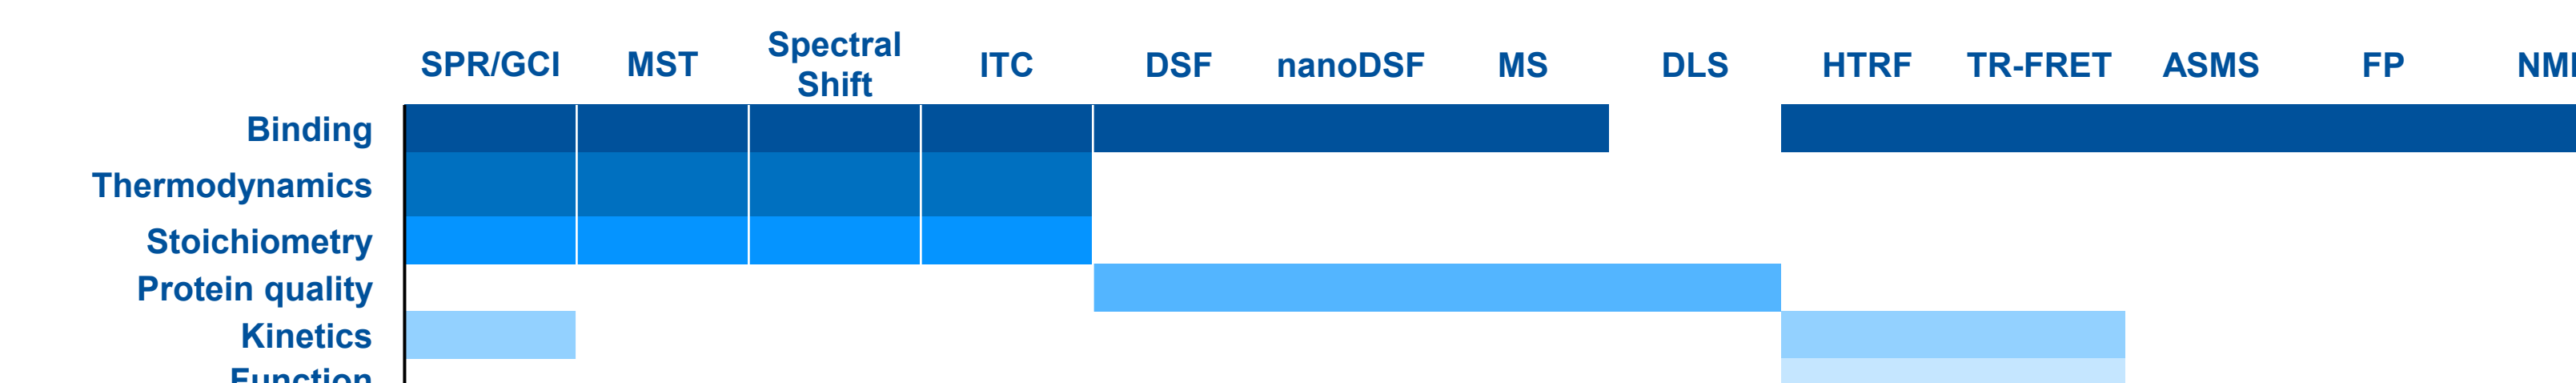 SPR/GCI MST Spectral Shift ITC DSF nanoDSF MS DLS HTRF TR-FRET ASMS FP
Binding
Thermodynamics
Stoichiometry
Protein quality
Kinetics
Function